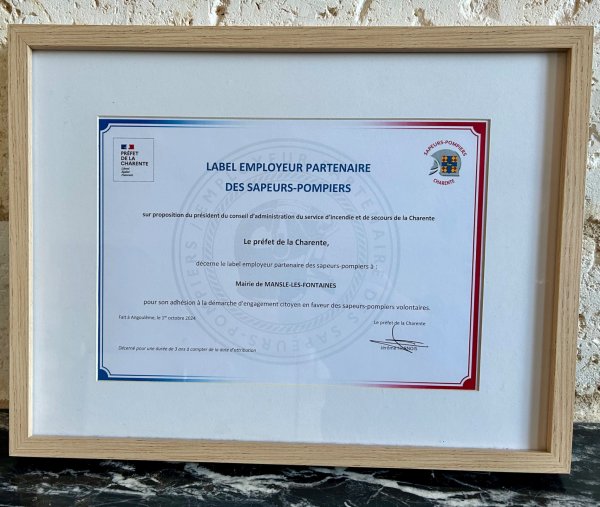 PRÉFET
DE LA
CHARENTE
Liberté
Égalité
Fraternité
SAPEURS-POMPIERS
CHARENTE
LABEL EMPLOYEUR PARTENAIRE
DES SAPEURS-POMPIERS
sur proposition du président du conseil d'administration du service d'incendie et de secours de la Charente
Le préfet de la Charente,
décerne le label employeur partenaire des sapeurs-pompiers à :
Mairie de MANSLE-LES-FONTAINES
pour son adhésion à la démarche d'engagement citoyen en faveur des sapeurs-pompiers volontaires.
Fait à Angoulême, le 1er octobre 2024
Le préfet de la Charente
Jérôme
Décerné pour une durée de 3 ans à compter de la date d'attribution